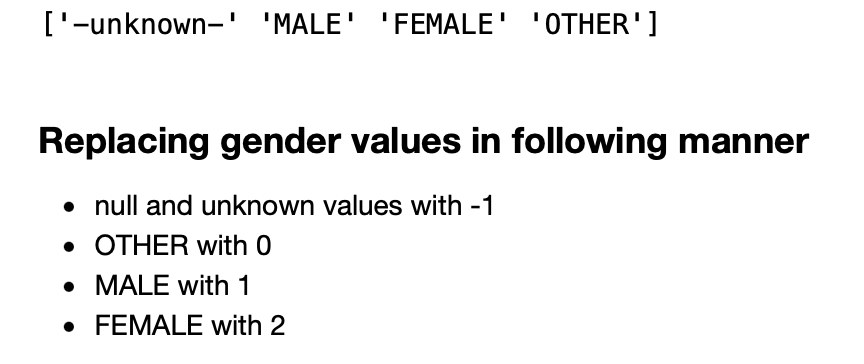 ['-unknown-' 'MALE' 'FEMALE' 'OTHER']
Replacing gender values in following manner
• null and unknown values with -1
• OTHER with 0
• MALE with 1
• FEMALE with 2